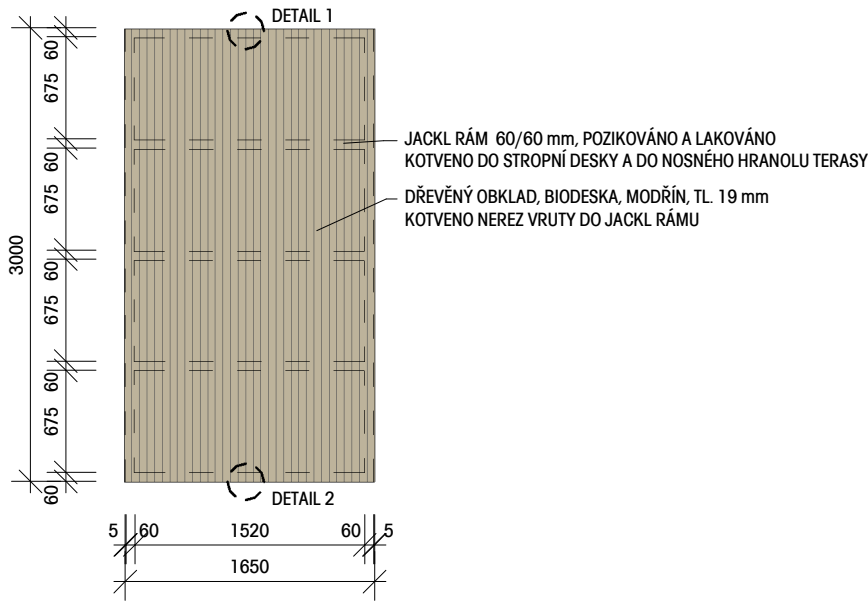 DETAIL 1
60
675
60
675
60
675
60
675
60
3000
JACKL RÁM 60/60 mm, POZIKOVÁNO A LAKOVÁNO
KOTVENO DO STROPNÍ DESKY A DO NOSNÉHO HRANOLU TERASY
DŘEVĚNÝ OBKLAD, BIODESKA, MODŘÍN, TL. 19 mm
KOTVENO NEREZ VRUTY DO JACKL RÁMU
DETAIL 2
5 60 1520 60 5
1650